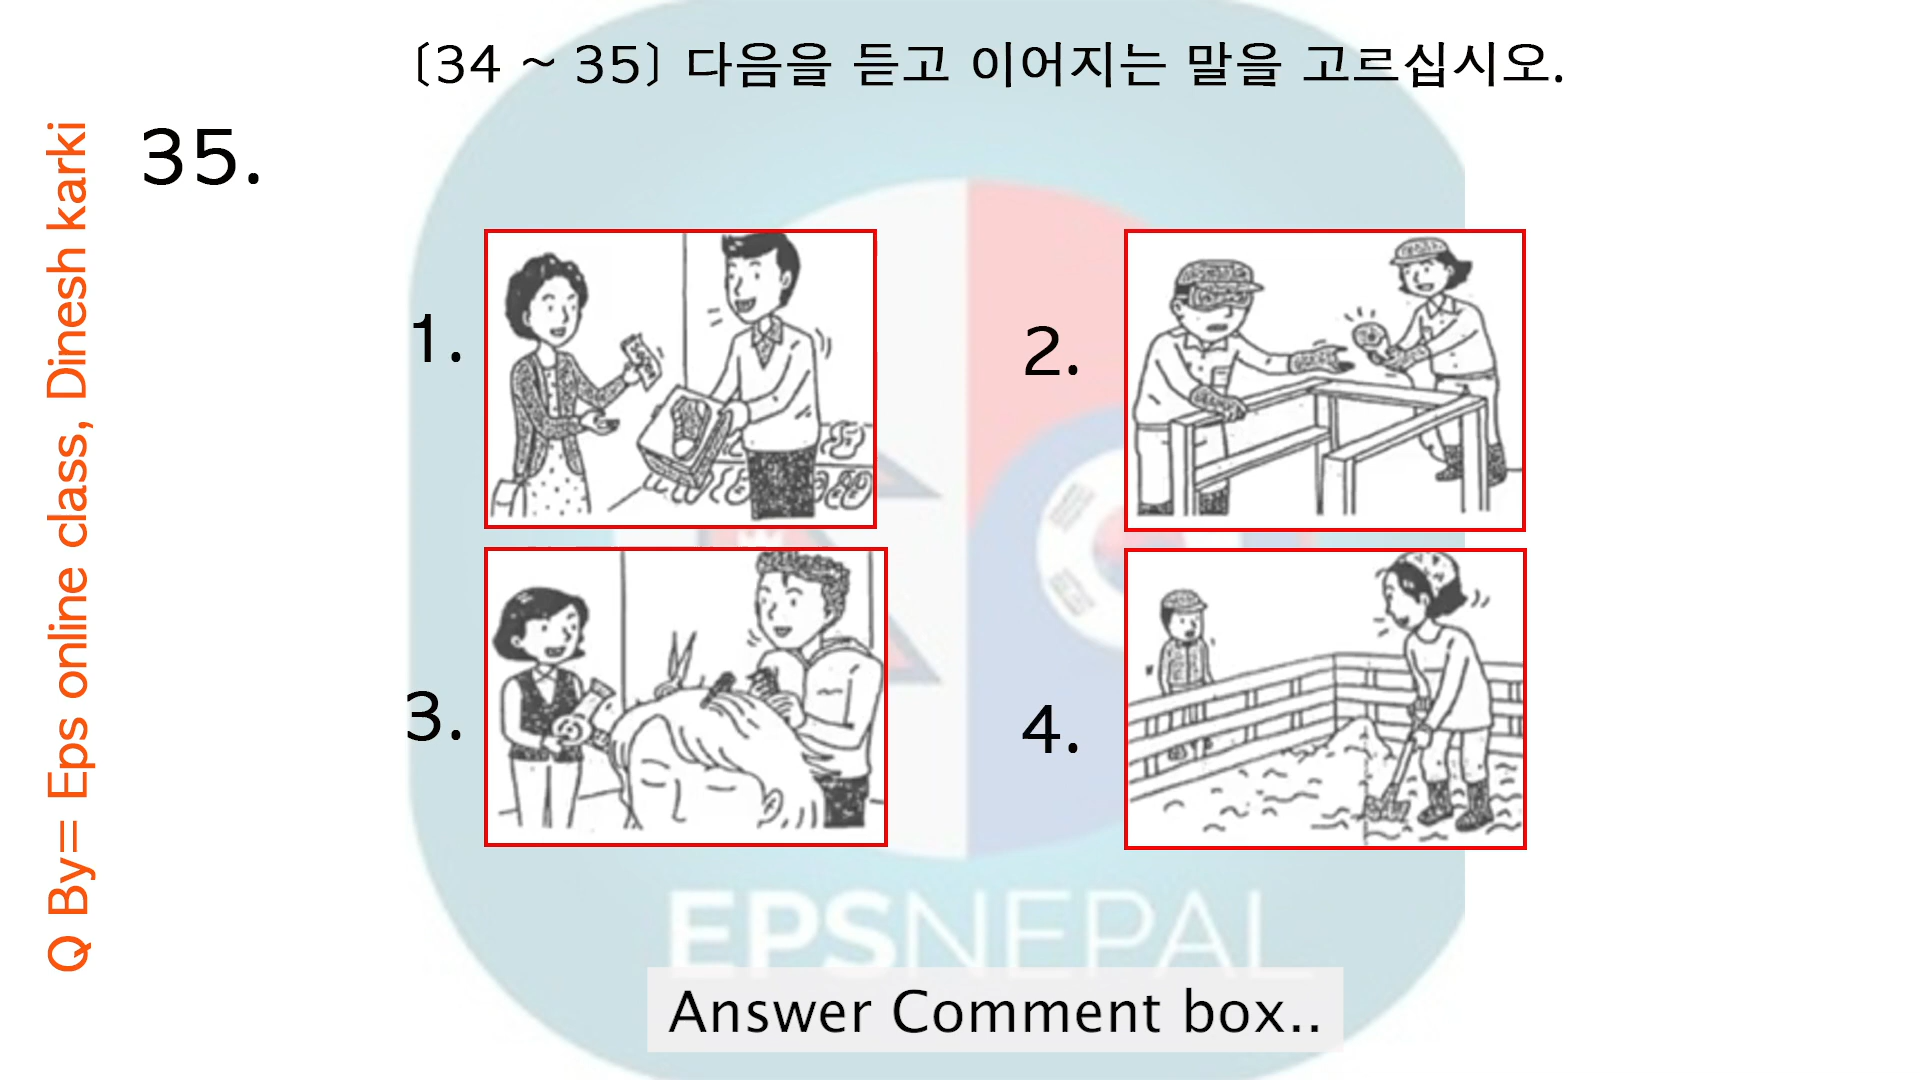 〔34 ~ 35〕 다음을 듣고 이어지는 말을 고르십시오.
Q By= Eps online class, Dinesh karki
35.
1.
2.
3.
4.
EPSNEPAL
Answer Comment box..